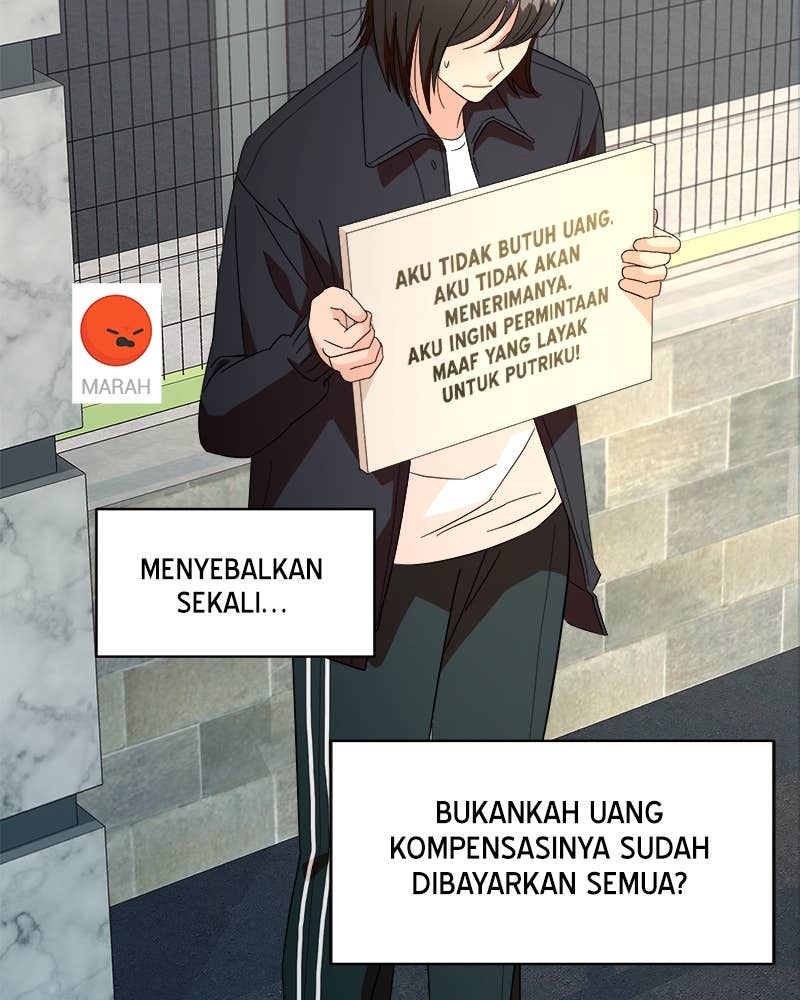 AKU TIDAK BUTUH UANG.
AKU TIDAK AKAN
MENERIMANYA.
AKU INGIN PERMINTAAN
MAAF YANG LAYAK
UNTUK PUTRIKU!
MARAH
MENYEBALKAN
SEKALI...
BUKANKAH UANG
KOMPENSASINYA SUDAH
DIBAYARKAN SEMUA?